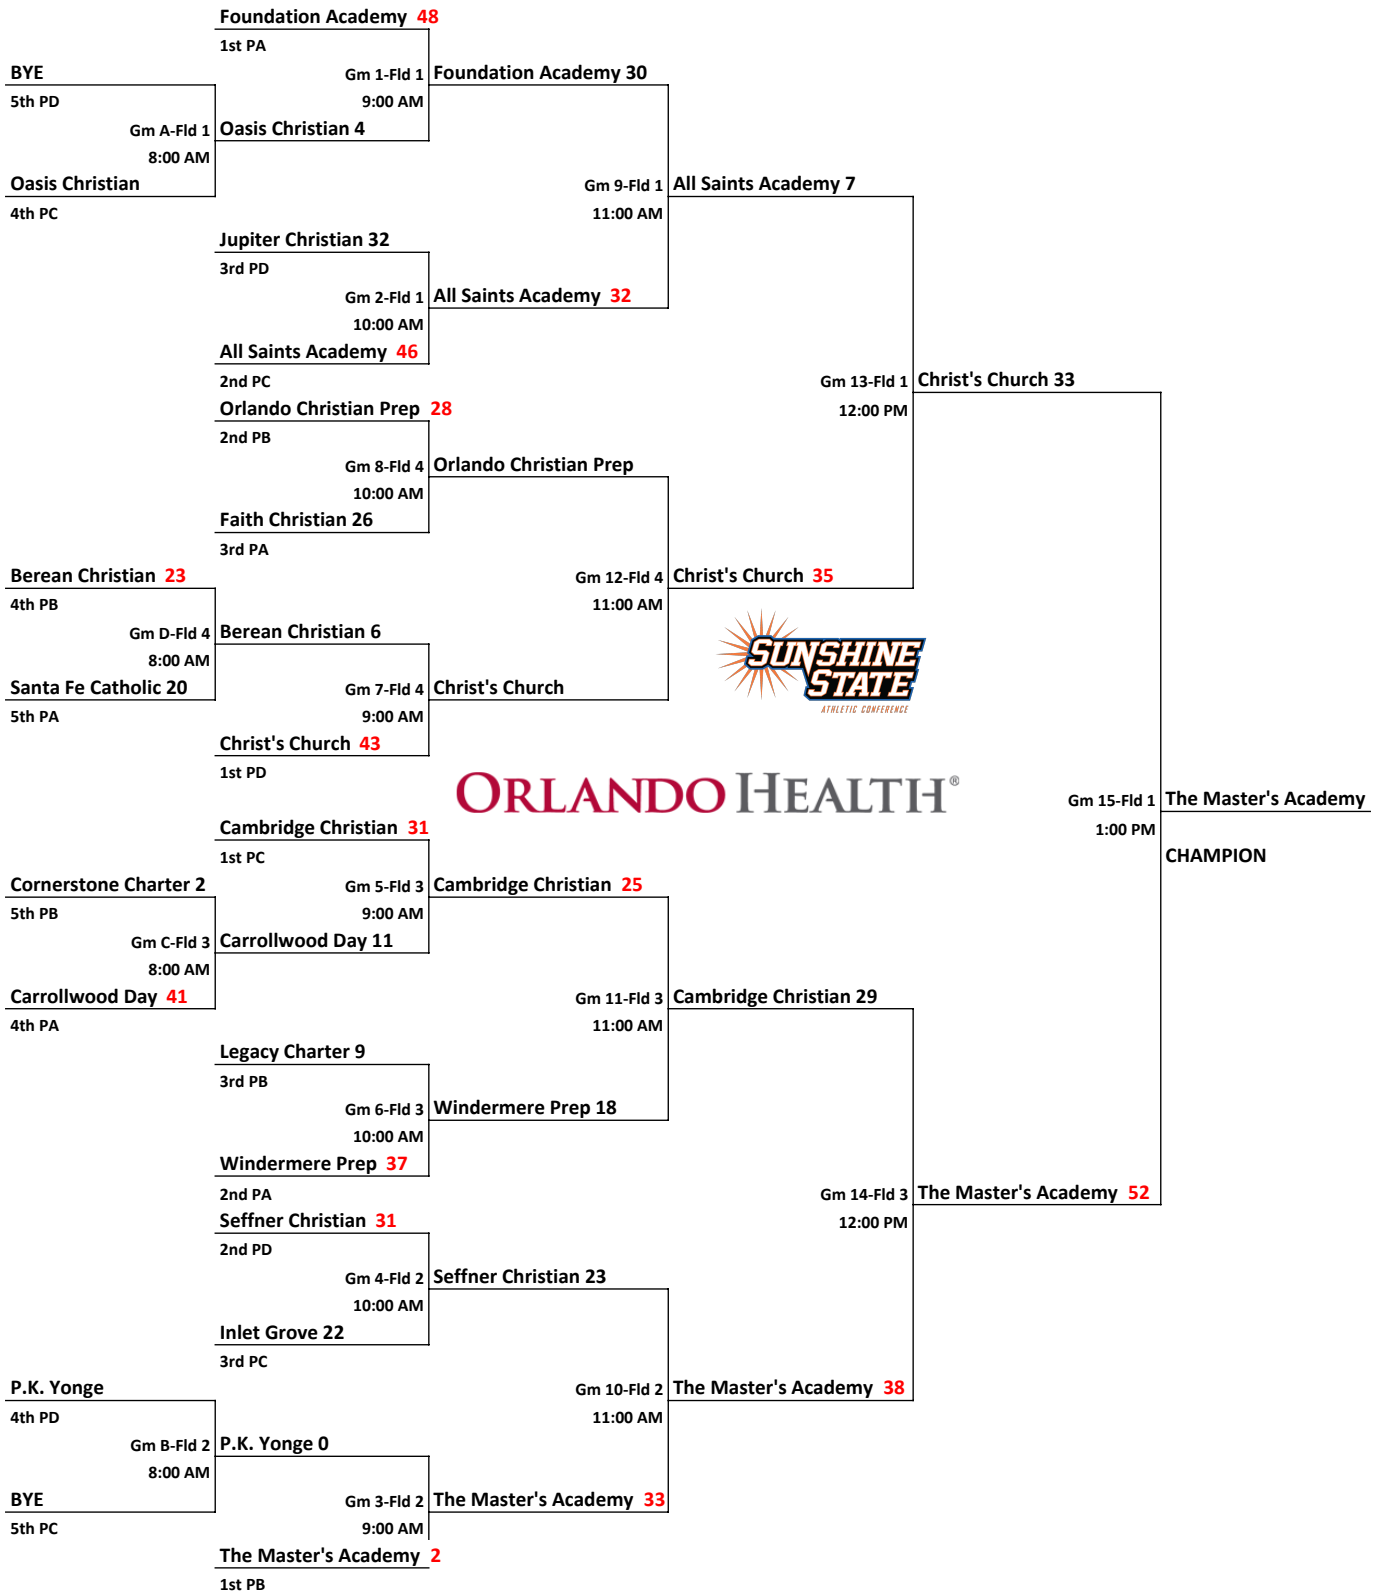 Foundation Academy 48
1st PA
BYE
Gm 1-Fld 1
Foundation Academy 30
5th PD
9:00 AM
Gm A-Fld 1
Oasis Christian 4
8:00 AM
Oasis Christian
Gm 9-Fld 1
All Saints Academy 7
4th PC
11:00 AM
Jupiter Christian 32
3rd PD
Gm 2-Fld 1
All Saints Academy 32
10:00 AM
All Saints Academy 46
2nd PC
Gm 13-Fld 1
Christ's Church 33
Orlando Christian Prep 28
12:00 PM
2nd PB
Gm 8-Fld 4
Orlando Christian Prep
10:00 AM
Faith Christian 26
3rd PA
Berean Christian 23
Gm 12-Fld 4
Christ's Church 35
4th PB
11:00 AM
Gm D-Fld 4
Berean Christian 6
8:00 AM
SUNSHINE
STATE
ATHLETIC CONFERENCE
Santa Fe Catholic 20
Gm 7-Fld 4
Christ's Church
5th PA
9:00 AM
Christ's Church 43
1st PD
ORLANDO HEALTH®
Gm 15-Fld 1
The Master's Academy
Cambridge Christian 31
1:00 PM
1st PC
CHAMPION
Cornerstone Charter 2
Gm 5-Fld 3
Cambridge Christian 25
5th PB
9:00 AM
Gm C-Fld 3
Carrollwood Day 11
8:00 AM
Carrollwood Day 41
Gm 11-Fld 3
Cambridge Christian 29
4th PA
11:00 AM
Legacy Charter 9
3rd PB
Gm 6-Fld 3
Windermere Prep 18
10:00 AM
Windermere Prep 37
2nd PA
Gm 14-Fld 3
The Master's Academy 52
Seffner Christian 31
12:00 PM
2nd PD
Gm 4-Fld 2
Seffner Christian 23
10:00 AM
Inlet Grove 22
3rd PC
P.K. Yonge
Gm 10-Fld 2
The Master's Academy 38
4th PD
11:00 AM
Gm B-Fld 2
P.K. Yonge 0
8:00 AM
BYE
Gm 3-Fld 2
The Master's Academy 33
5th PC
9:00 AM
The Master's Academy 2
1st PB